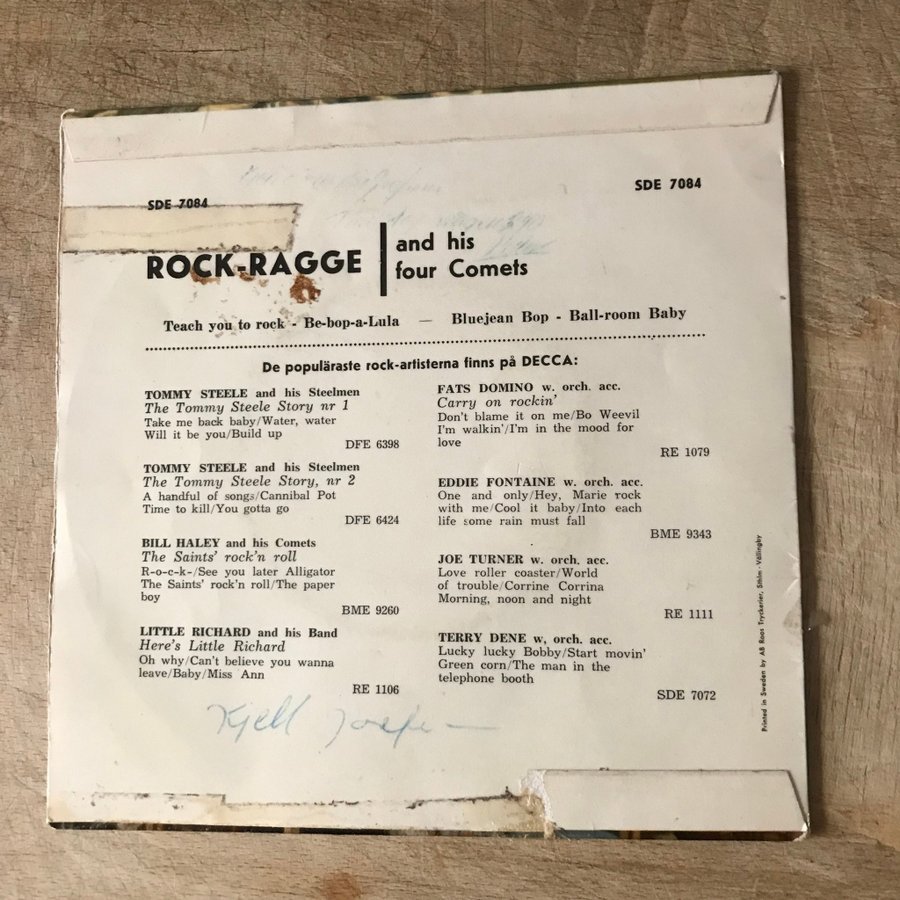 SDE 7084
SDE 7084
ROCK-RAGGE
and his
four Comets
Teach you to rock - Be-bop-a-Lula — Bluejean Bop - Ball-room Baby
De populäraste rock-artisterna finns på DECCA:
TOMMY STEELE and his Steelmen
The Tommy Steele Story nr 1
Take me back baby/Water, water
Will it be you/Build up
DFE 6398
TOMMY STEELE and his Steelmen
The Tommy Steele Story, nr 2
A handful of songs/Cannibal Pot
Time to kill/You gotta go
DFE 6424
BILL HALEY and his Comets
The Saints' rock'n roll
R-o-c-k-/See you later Alligator
The Saints' rock'n roll/The paper
boy
BME 9260
LITTLE RICHARD and his Band
Here's Little Richard
Oh why/Can't believe you wanna
leave/Baby/Miss Ann
RE 1106
FATS DOMINO w. orch. acc.
Carry on rockin'
Don't blame it on me/Bo Weevil
I'm walkin'/I'm in the mood for
love
RE 1079
EDDIE FONTAINE w. orch. acc.
One and only/Hey, Marie rock
with me/Cool it baby/Into each
life some rain must fall
BME 9343
JOE TURNER w. orch. acc.
Love roller coaster/World
of trouble/Corrine Corrina
Morning, noon and night
RE 1111
TERRY DENE w, orch. acc.
Lucky lucky Bobby/Start movin'
Green corn/The man in the
telephone booth
SDE 7072
Kjell
Printed in Sweden by AB Roos Tryckerier, Sthlm - Vällingby